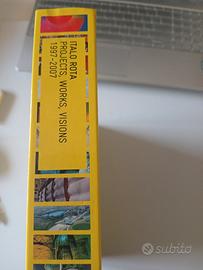 ITALO ROTA
PROJECTS, WORKS, VISIONS
1997-2007
subito